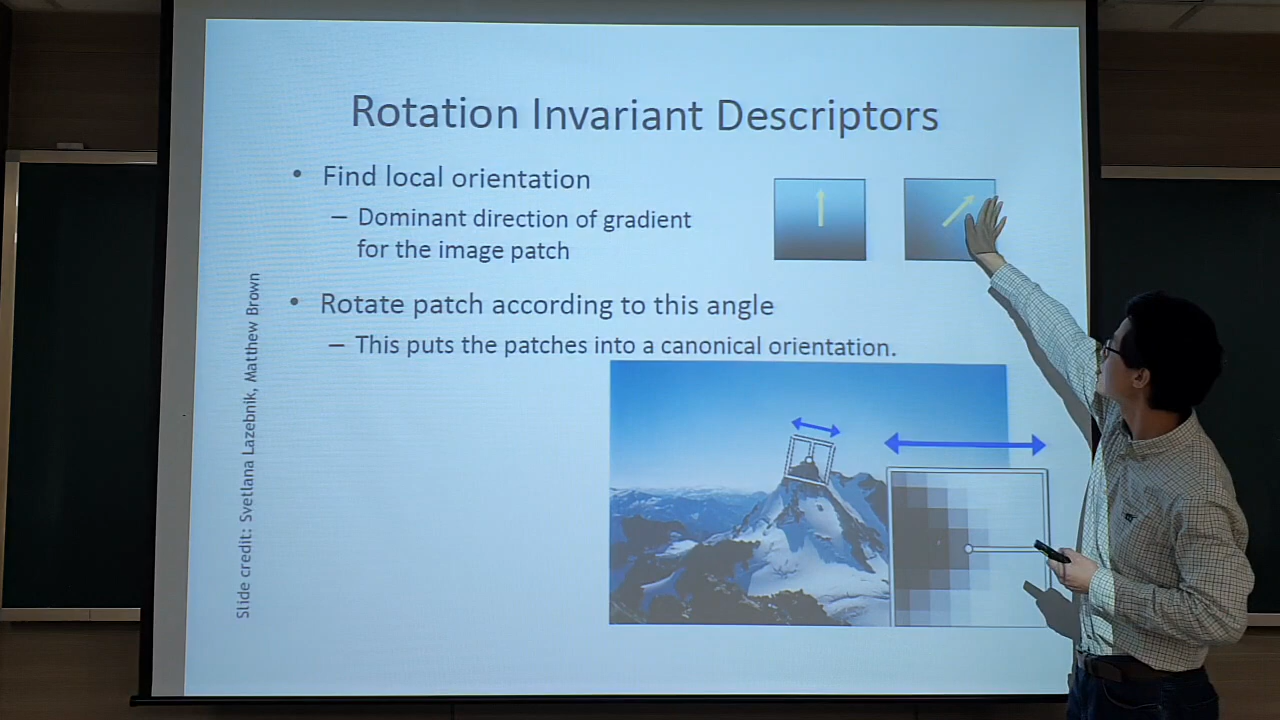 Rotation Invariant Descriptors
• Find local orientation
– Dominant direction of gradient
for the image patch
• Rotate patch according to this angle
– This puts the patches into a canonical orientation.
Slide credit: Svetlana Lazebnik, Matthew Brown